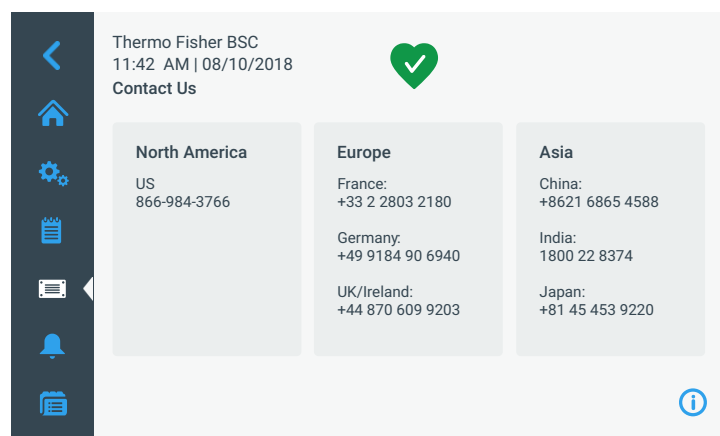 Thermo Fisher BSC
11:42 AM | 08/10/2018
Contact Us
North America
US
866-984-3766
Europe
France:
+33 2 2803 2180
Germany:
+49 9184 90 6940
UK/Ireland:
+44 870 609 9203
Asia
China:
+8621 6865 4588
India:
1800 22 8374
Japan:
+81 45 453 9220